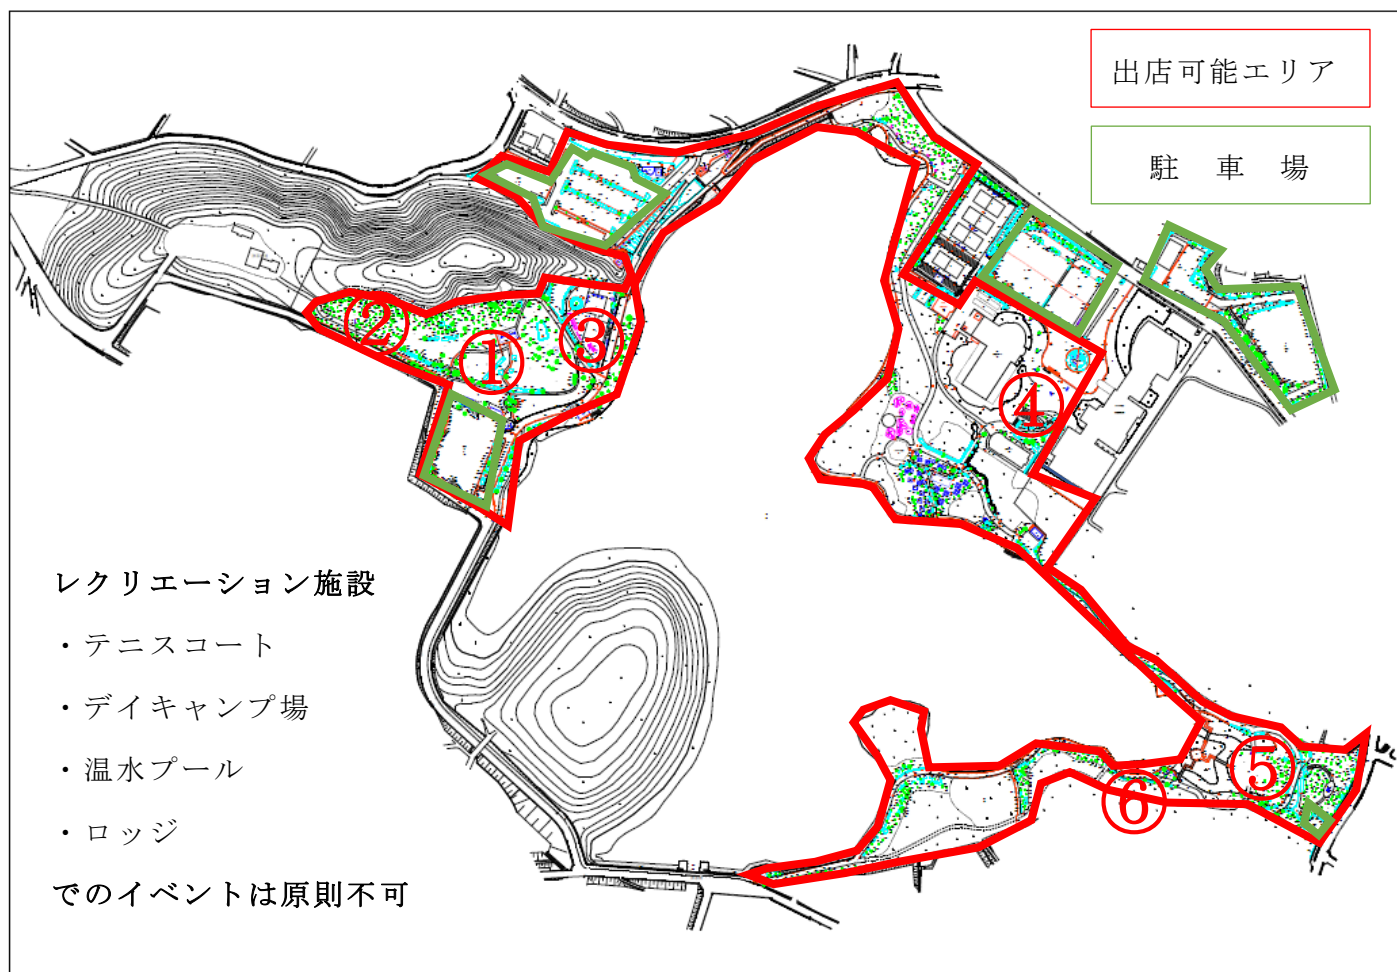 出店可能エリア
駐 車 場
②
①
③
④
⑤
⑥
レクリエーション施設
・テニスコート
・デイキャンプ場
・温水プール
・ロッジ
でのイベントは原則不可